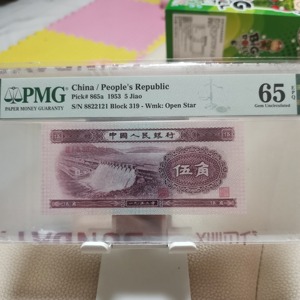 PMG
PAPER MONEY GUARANTY
China / People's Republic
Pick# 865a 1953 5 Jiao
S/N 8822121 Block 319 - Wmk: Open Star
65 EPQ
Gem Uncirculated
中国人民银行
伍角